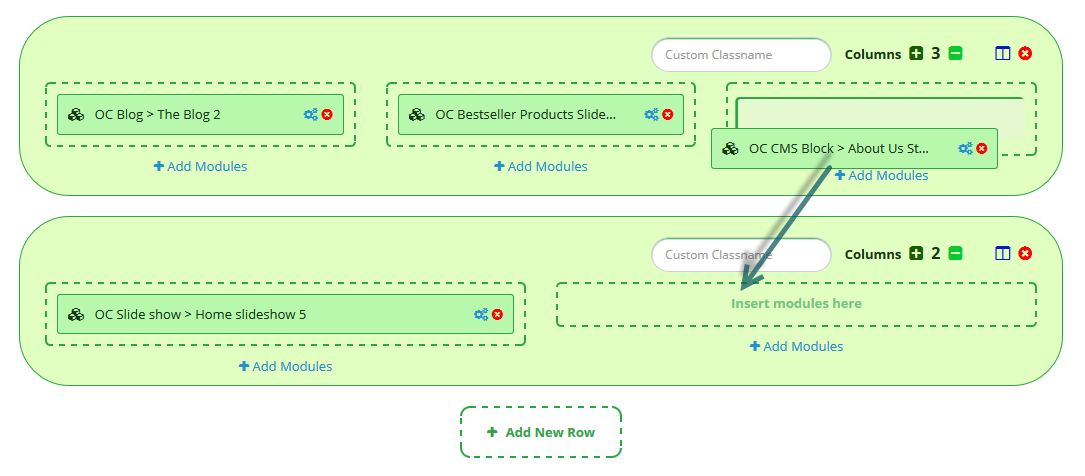 Custom Classname
Columns 3
OC Blog > The Blog 2
OC Bestseller Products Slide...
OC CMS Block > About Us St...
Add Modules
Add Modules
Add Modules
Custom Classname
Columns 2
OC Slide show > Home slideshow 5
Insert modules here
Add Modules
Add Modules
Add New Row